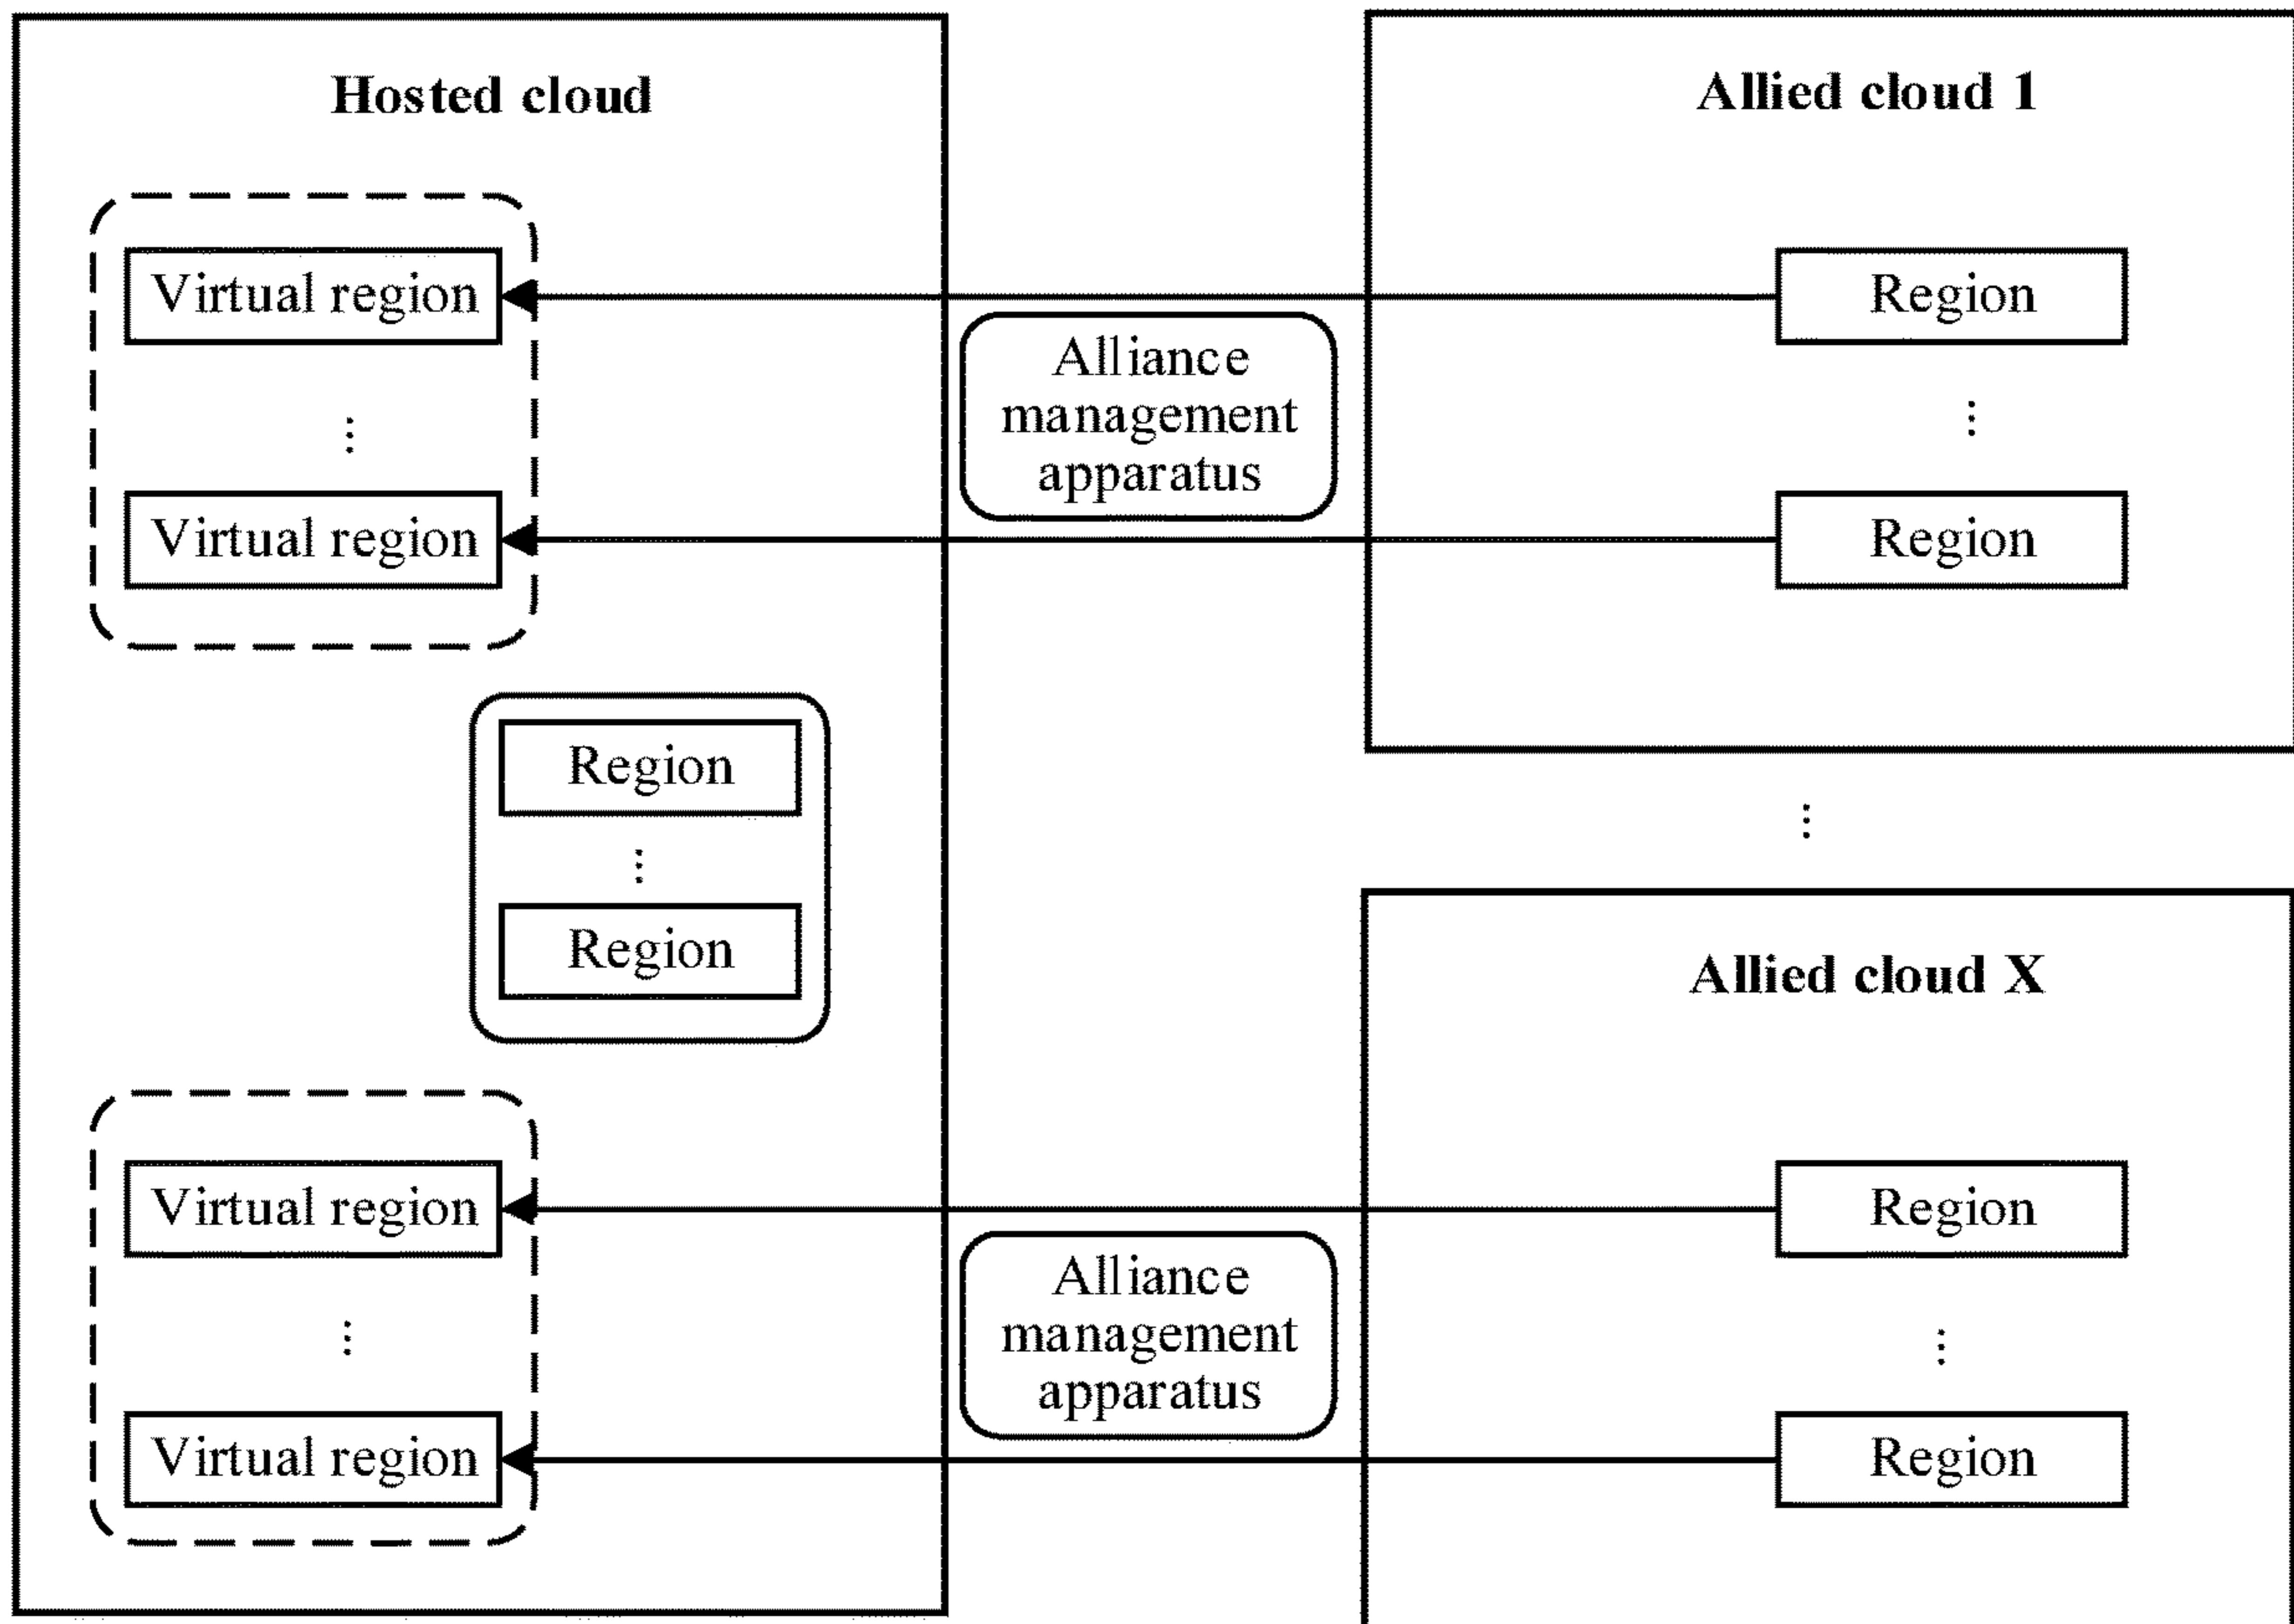 Hosted cloud
Virtual region
⋮
Virtual region
Region
⋮
Region
Virtual region
⋮
Virtual region
Alliance
management
apparatus
Alliance
management
apparatus
Allied cloud 1
Region
⋮
Region
⋮
Allied cloud X
Region
⋮
Region